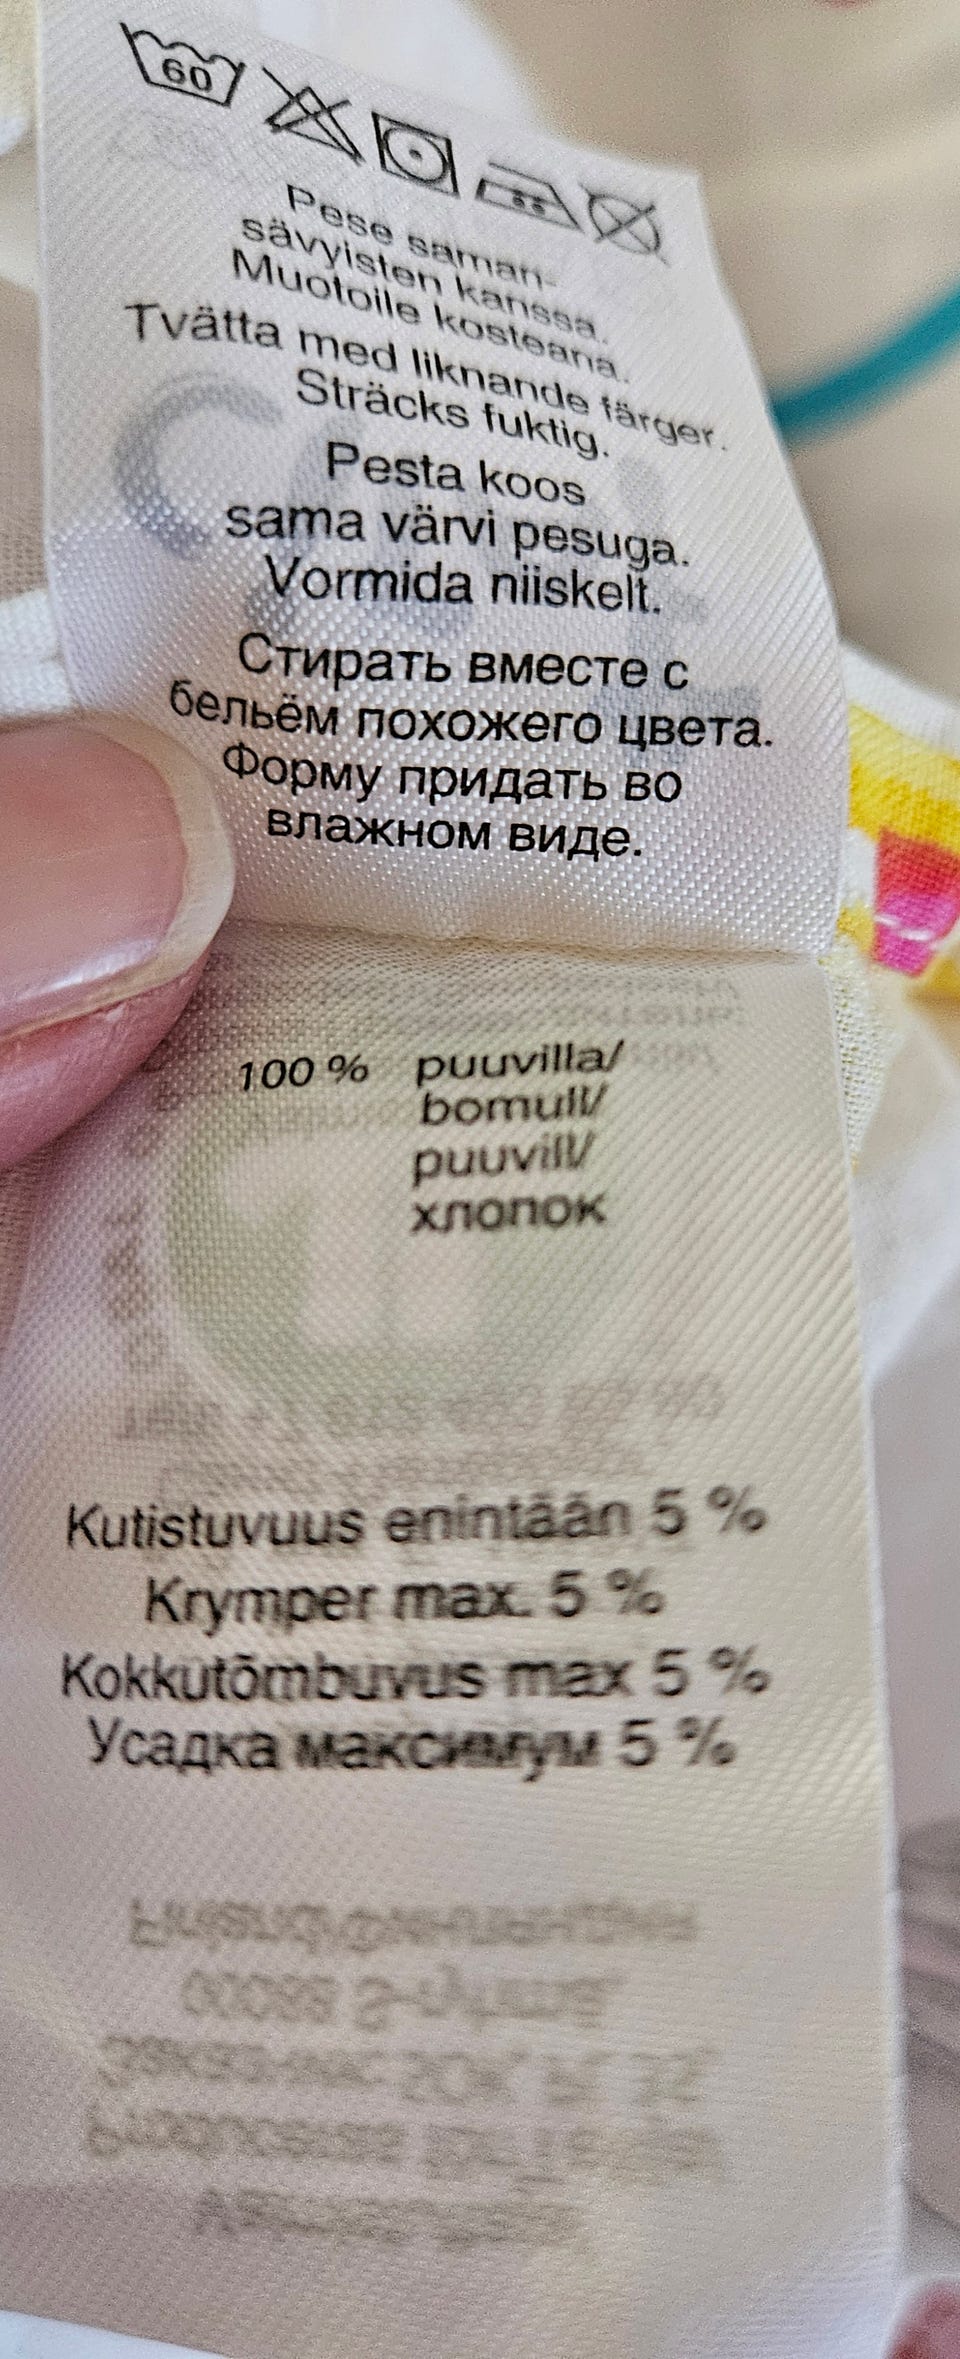 60
Pese saman-
sävyisten kanssa.
Muotoile kosteana.
Tvätta med liknande färger.
Sträcks fuktig.
Pesta koos
sama värvi pesuga.
Vormida niiskelt.
Стирать вместе с
бельём похожего цвета.
Форму придать во
влажном виде.
100 % puuvilla/
bomull/
puuvill/
хлопок
Kutistuvuus enintään 5 %
Krymper max. 5 %
Kokkutõmbuvus max 5 %
Усадка максимум 5 %